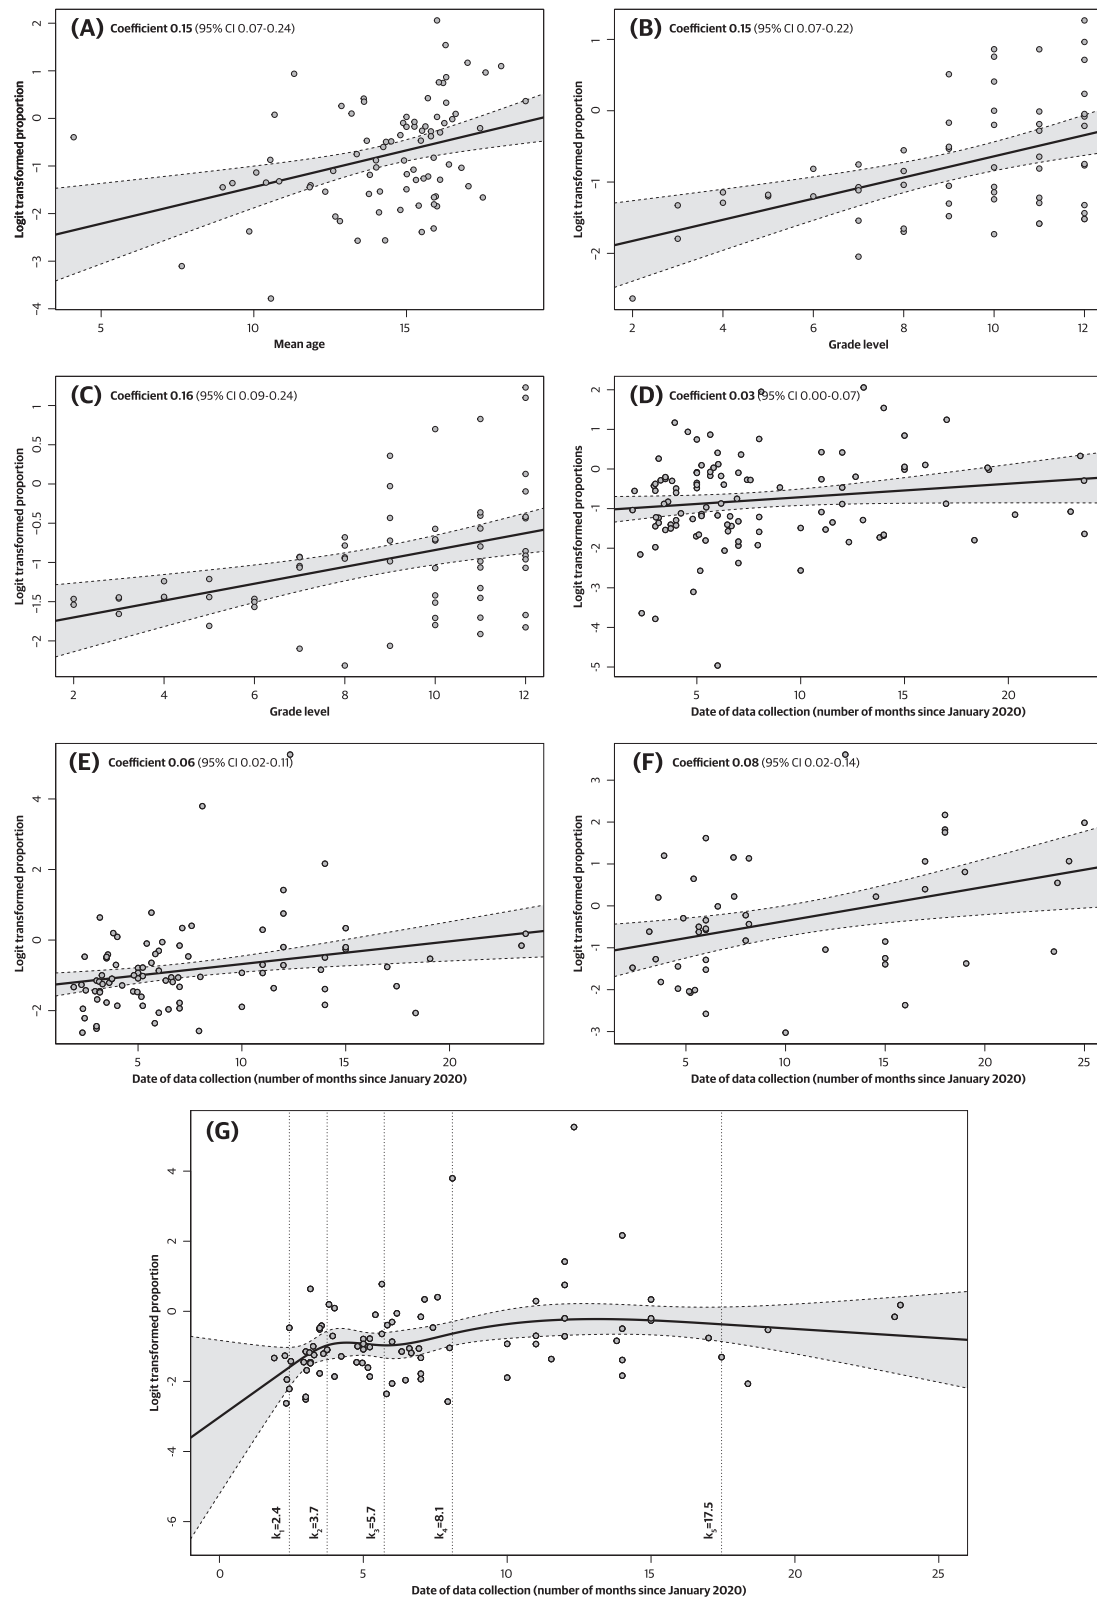 (A) Coefficient 0.15 (95% CI 0.07-0.24)
Logit transformed proportion
2
1
0
-1
-2
-3
-4
5 10 15
Mean age
(B) Coefficient 0.15 (95% CI 0.07-0.22)
Logit transformed proportion
1
0
-1
-2
2 4 6 8 10 12
Grade level
(C) Coefficient 0.16 (95% CI 0.09-0.24)
Logit transformed proportion
1
0.5
0
-0.5
-1
-1.5
-2
2 4 6 8 10 12
Grade level
(D) Coefficient 0.03 (95% CI 0.00-0.07)
Logit transformed proportions
2
1
0
-1
-2
-3
-4
-5
5 10 15 20
Date of data collection (number of months since January 2020)
(E) Coefficient 0.06 (95% CI 0.02-0.11)
Logit transformed proportion
4
2
0
-2
5 10 15 20
Date of data collection (number of months since January 2020)
(F) Coefficient 0.08 (95% CI 0.02-0.14)
Logit transformed proportion
3
2
1
0
-1
-2
-3
5 10 15 20 25
Date of data collection (number of months since January 2020)
(G)
Logit transformed proportion
4
2
0
-2
-4
-6
k₁=2.4
k₂=3.7
k₃=5.7
k₄=8.1
k₅=17.5
0 5 10 15 20 25
Date of data collection (number of months since January 2020)